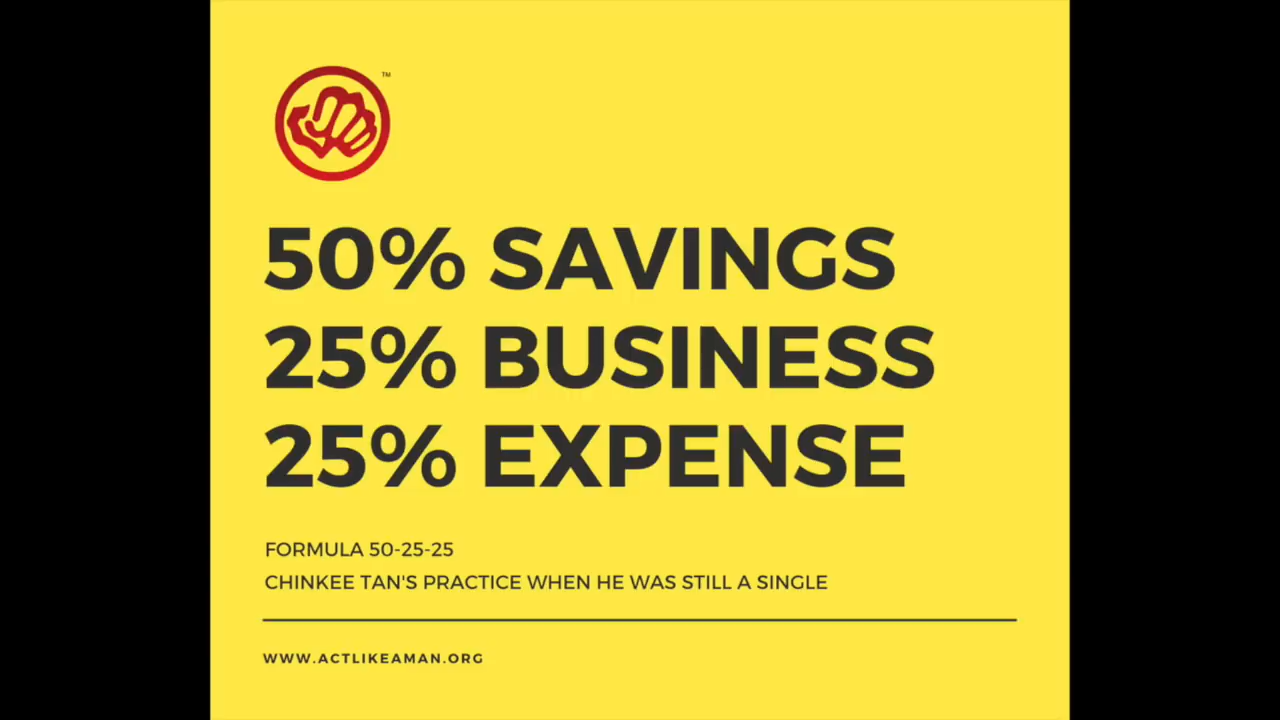 TM
50% SAVINGS
25% BUSINESS
25% EXPENSE
FORMULA 50-25-25
CHINKEE TAN'S PRACTICE WHEN HE WAS STILL A SINGLE
WWW.ACTLIKEAMAN.ORG